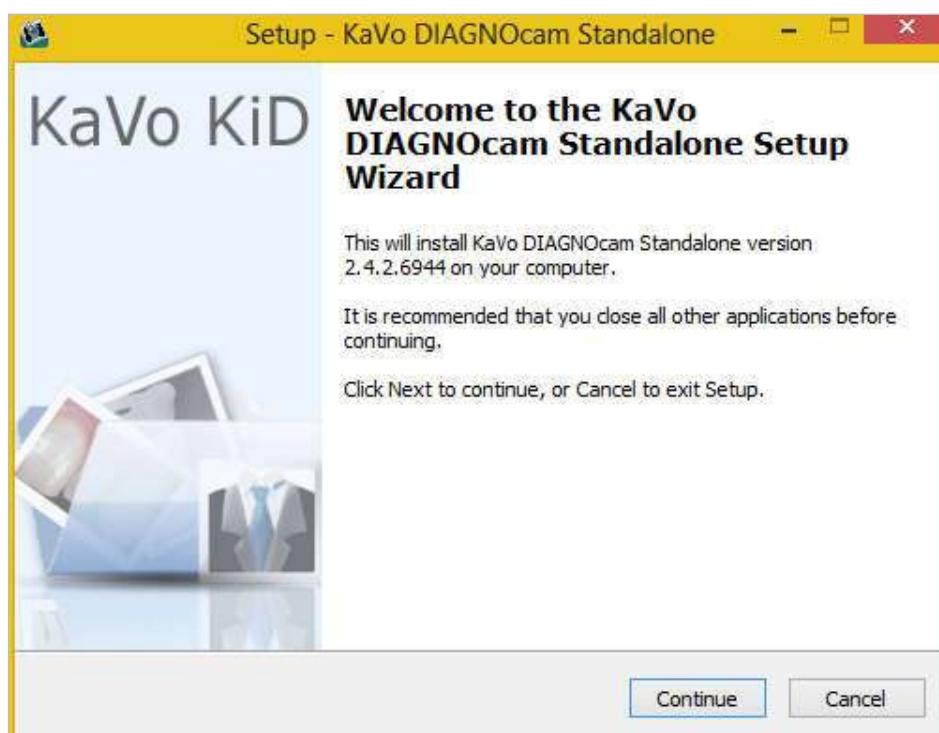 Setup - KaVo DIAGNOcam Standalone
KaVo KiD
Welcome to the KaVo
DIAGNOcam Standalone Setup
Wizard
This will install KaVo DIAGNOcam Standalone version
2.4.2.6944 on your computer.
It is recommended that you close all other applications before
continuing.
Click Next to continue, or Cancel to exit Setup.
Continue
Cancel